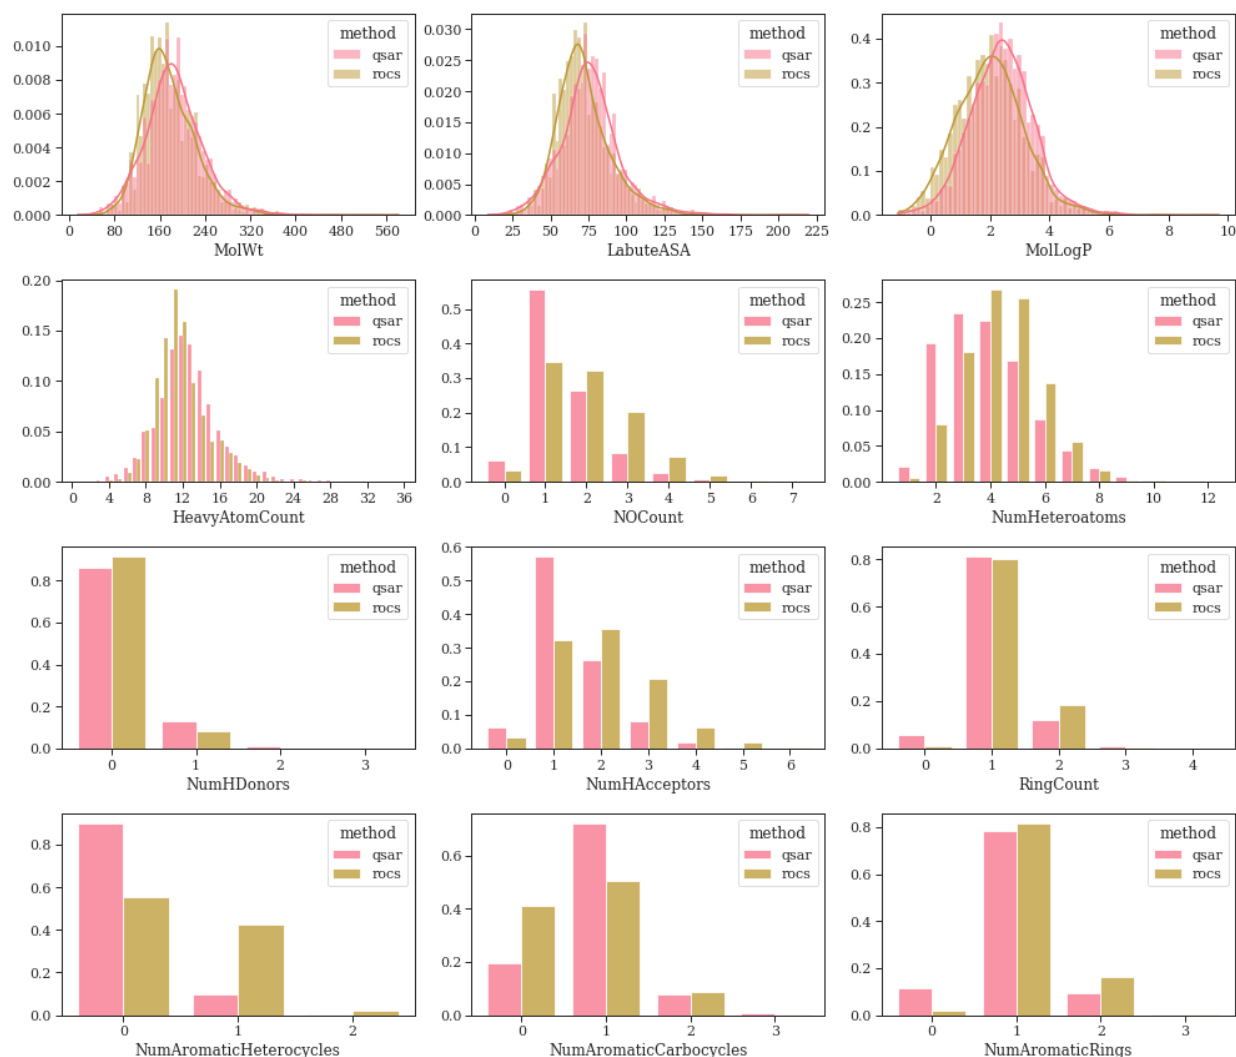 method
qsar
rocs
0.010
0.008
0.006
0.004
0.002
0.000
0 80 160 240 320 400 480 560
MolWt
method
qsar
rocs
0.030
0.025
0.020
0.015
0.010
0.005
0.000
0 25 50 75 100 125 150 175 200 225
LabuteASA
method
qsar
rocs
0.4
0.3
0.2
0.1
0.0
0 2 4 6 8 10
MolLogP
method
qsar
rocs
0.20
0.15
0.10
0.05
0.00
0 4 8 12 16 20 24 28 32 36
HeavyAtomCount
method
qsar
rocs
0.5
0.4
0.3
0.2
0.1
0.0
0 1 2 3 4 5 6 7
NOCount
method
qsar
rocs
0.25
0.20
0.15
0.10
0.05
0.00
2 4 6 8 10 12
NumHeteroatoms
method
qsar
rocs
0.8
0.6
0.4
0.2
0.0
0 1 2 3
NumHDonors
method
qsar
rocs
0.6
0.5
0.4
0.3
0.2
0.1
0.0
0 1 2 3 4 5 6
NumHAcceptors
method
qsar
rocs
0.8
0.6
0.4
0.2
0.0
0 1 2 3 4
RingCount
method
qsar
rocs
0.8
0.6
0.4
0.2
0.0
0 1 2
NumAromaticHeterocycles
method
qsar
rocs
0.6
0.4
0.2
0.0
0 1 2 3
NumAromaticCarbocycles
method
qsar
rocs
0.8
0.6
0.4
0.2
0.0
0 1 2 3
NumAromaticRings